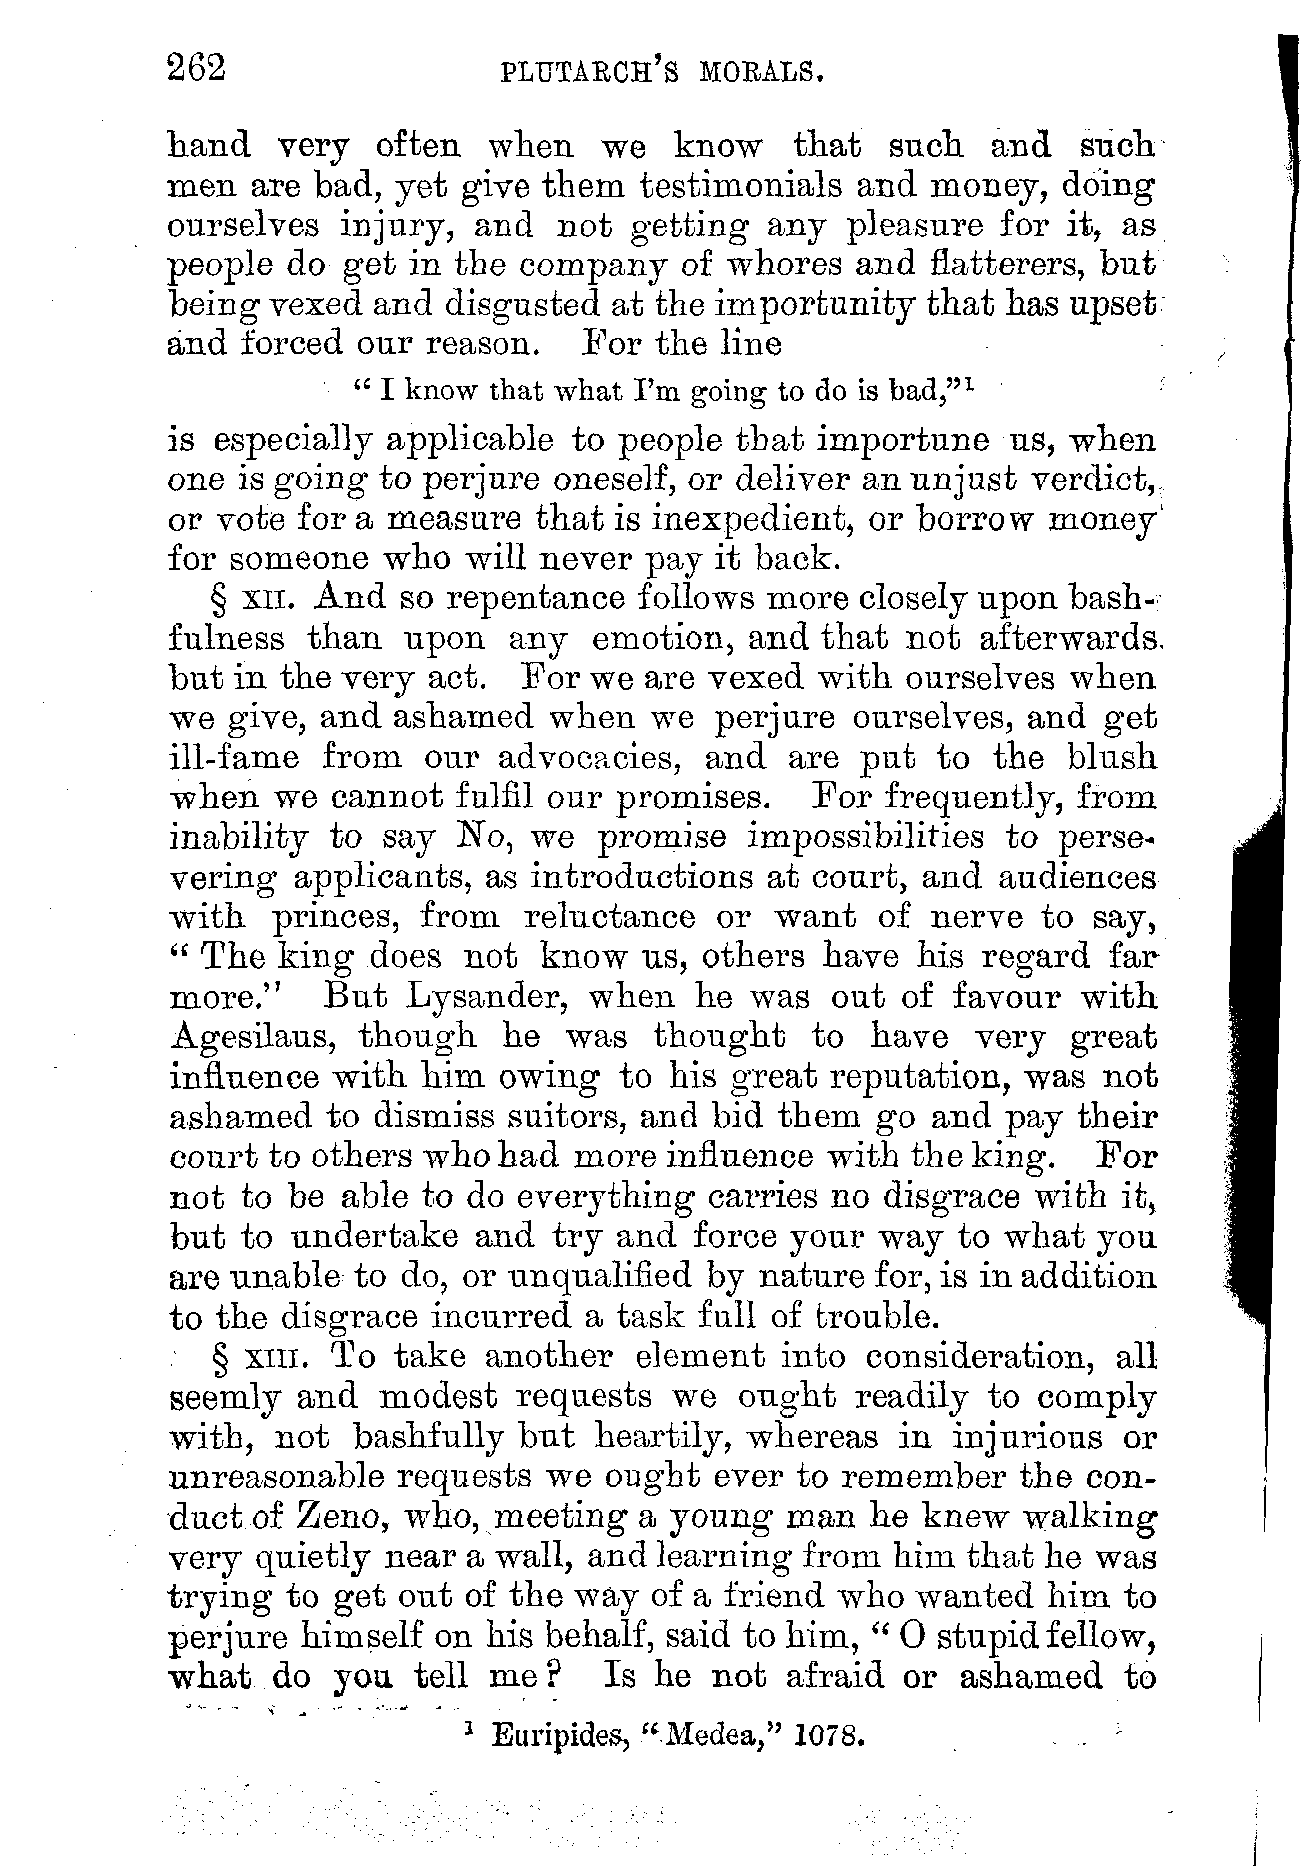 262 PLUTARCH'S MORALS.
hand very often when we know that such and such
men are bad, yet give them testimonials and money, doing
ourselves injury, and not getting any pleasure for it, as
people do get in the company of whores and flatterers, but
being vexed and disgusted at the importunity that has upset
and forced our reason. For the line
“ I know that what I'm going to do is bad,”¹
is especially applicable to people that importune us, when
one is going to perjure oneself, or deliver an unjust verdict,
or vote for a measure that is inexpedient, or borrow money
for someone who will never pay it back.
§ XII. And so repentance follows more closely upon bash-
fulness than upon any emotion, and that not afterwards.
but in the very act. For we are vexed with ourselves when
we give, and ashamed when we perjure ourselves, and get
ill-fame from our advocacies, and are put to the blush
when we cannot fulfil our promises. For frequently, from
inability to say No, we promise impossibilities to perse-
vering applicants, as introductions at court, and audiences
with princes, from reluctance or want of nerve to say,
“ The king does not know us, others have his regard far
more.” But Lysander, when he was out of favour with
Agesilaus, though he was thought to have very great
influence with him owing to his great reputation, was not
ashamed to dismiss suitors, and bid them go and pay their
court to others who had more influence with the king. For
not to be able to do everything carries no disgrace with it,
but to undertake and try and force your way to what you
are unable to do, or unqualified by nature for, is in addition
to the disgrace incurred a task full of trouble.
§ XIII. To take another element into consideration, all
seemly and modest requests we ought readily to comply
with, not bashfully but heartily, whereas in injurious or
unreasonable requests we ought ever to remember the con-
duct of Zeno, who, meeting a young man he knew walking
very quietly near a wall, and learning from him that he was
trying to get out of the way of a friend who wanted him to
perjure himself on his behalf, said to him, “ O stupid fellow,
what do you tell me? Is he not afraid or ashamed to
¹ Euripides, “ Medea,” 1078.